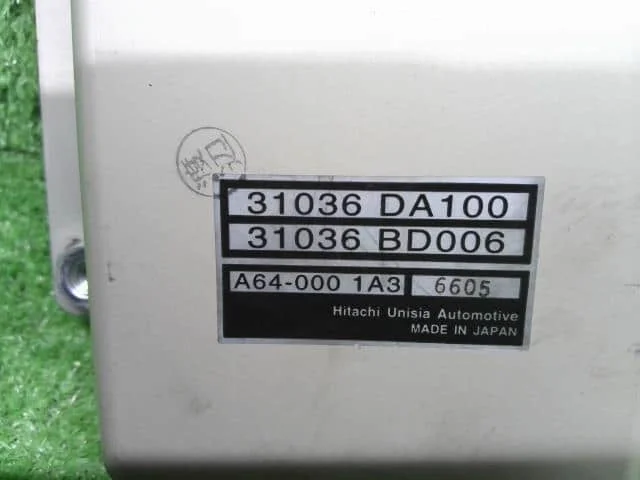 31036 DA100
31036 BD006
A64-000 1A3 6605
Hitachi Unisia Automotive
MADE IN JAPAN